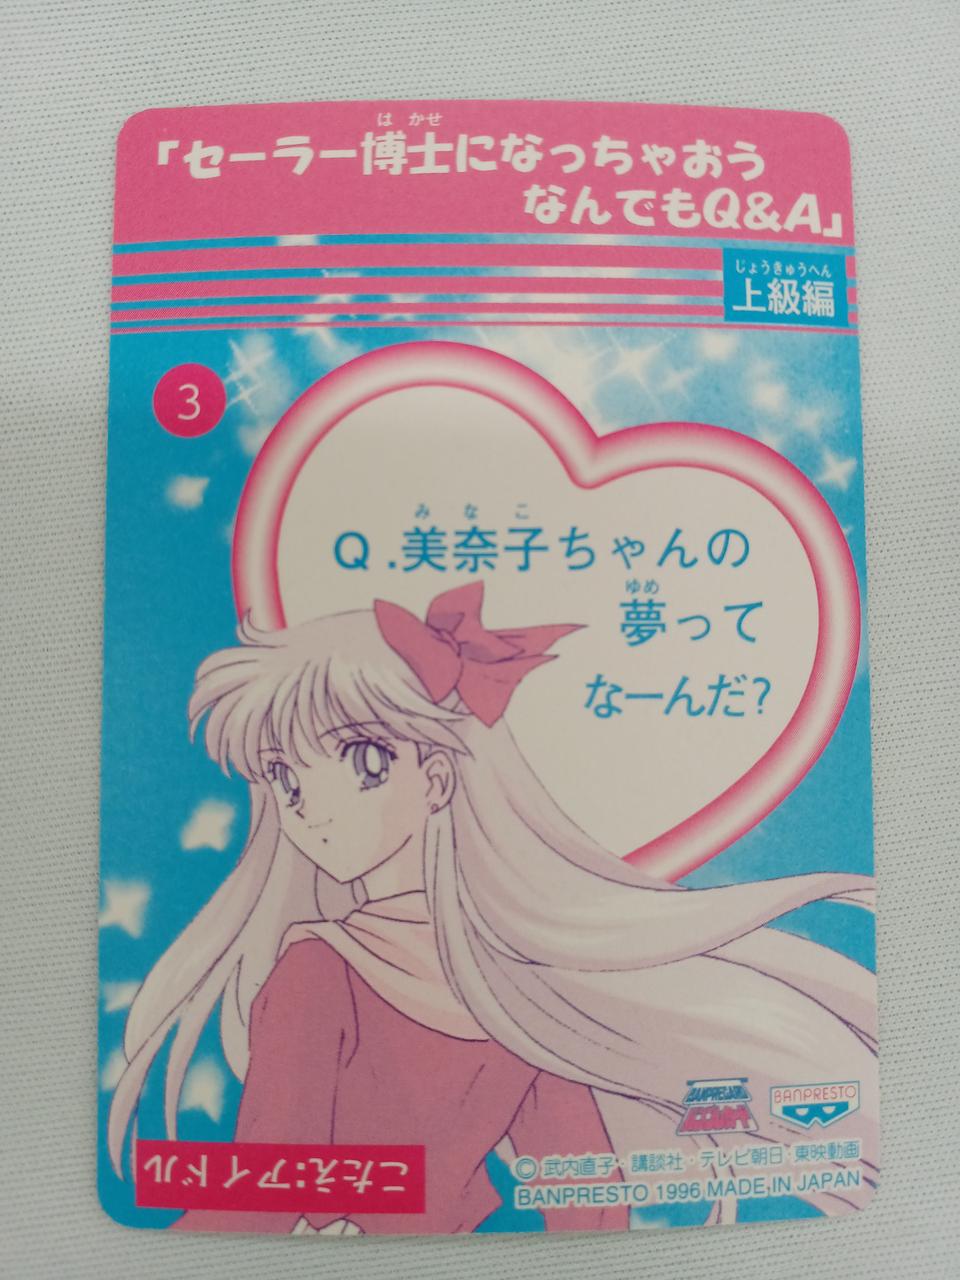 「セーラー博士になっちゃおう
はかせ
なんでもQ&A」
じょうきゅうへん
上級編
3
みなこ
Q.美奈子ちゃんの
ゆめ
夢って
なーんだ?
BANPRESTO
こたえ:アイドル
© 武内直子・講談社・テレビ朝日・東映動画
BANPRESTO 1996 MADE IN JAPAN